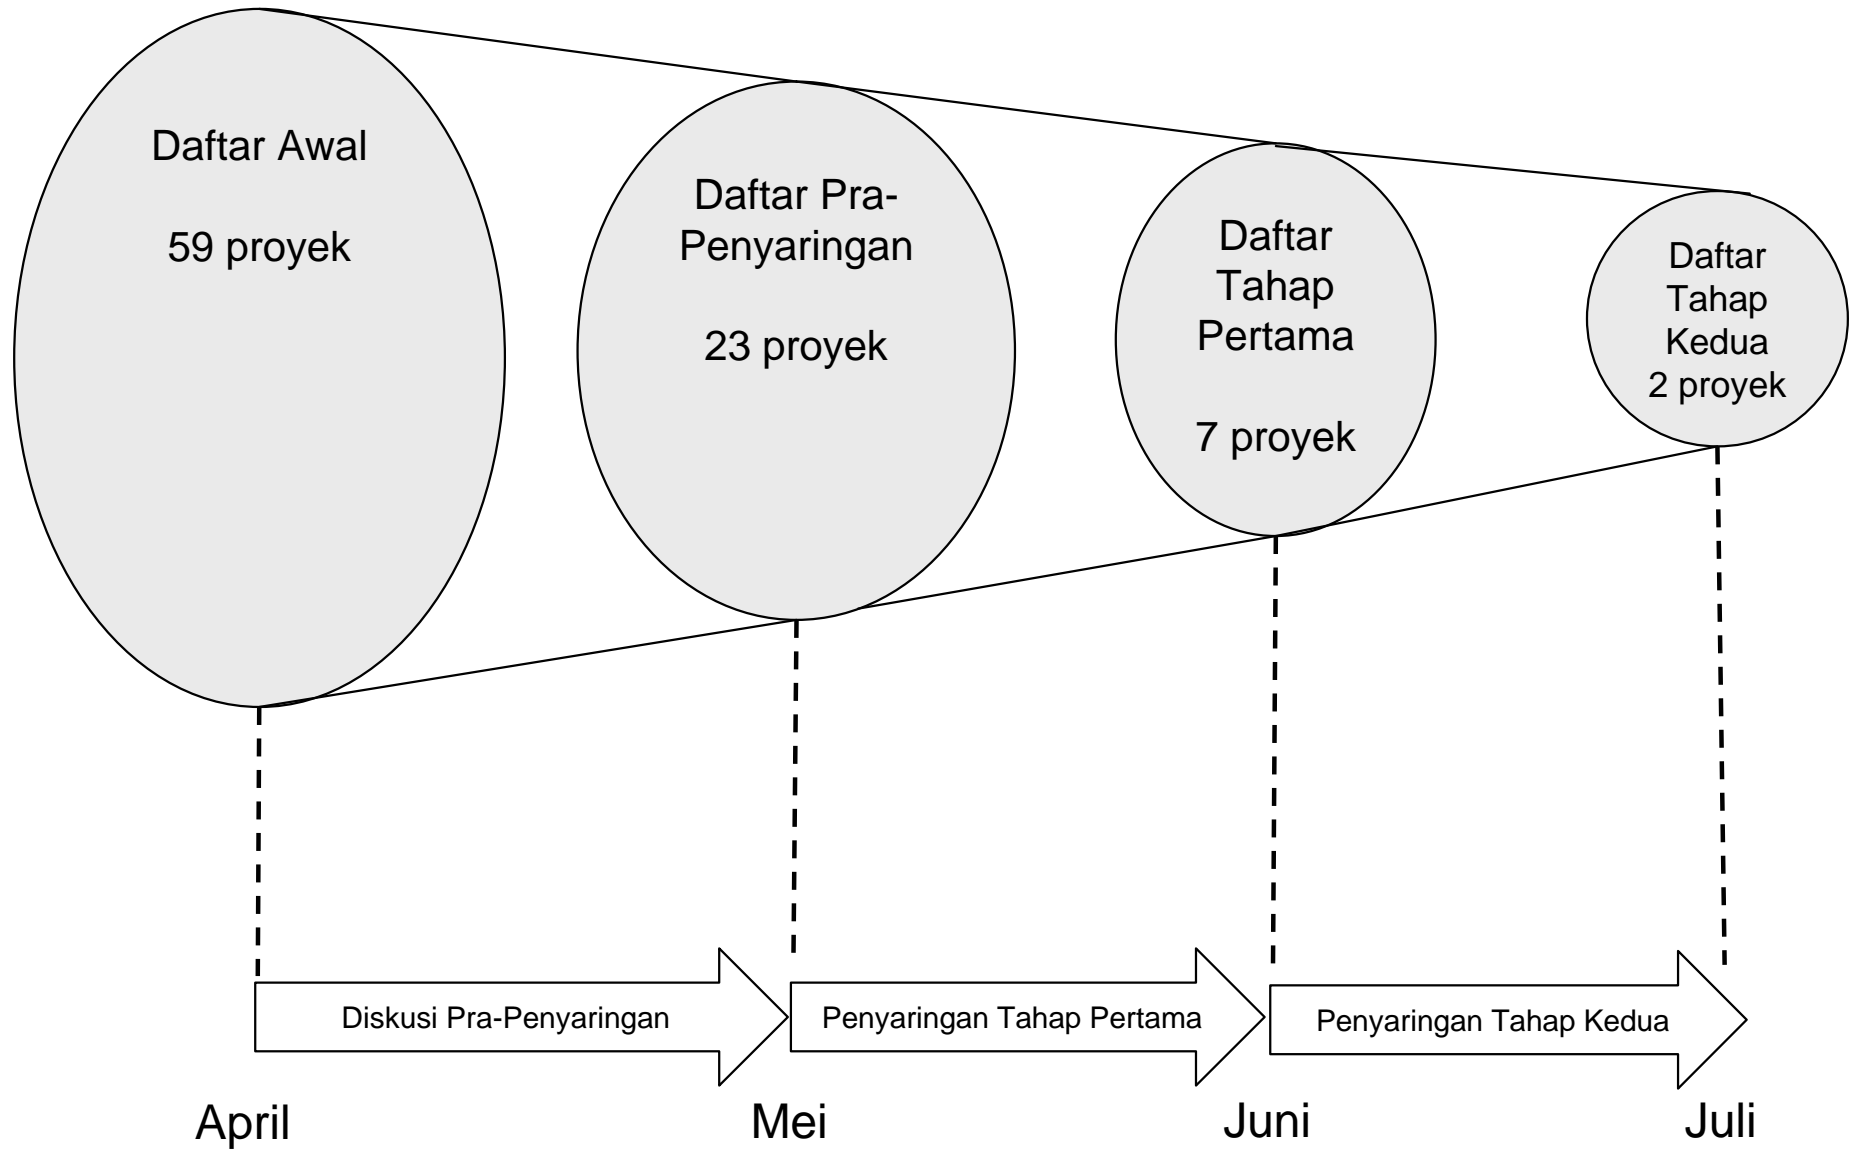 Daftar Awal
59 proyek
Daftar Pra-
Penyaringan
23 proyek
Daftar
Tahap
Pertama
7 proyek
Daftar
Tahap
Kedua
2 proyek
Diskusi Pra-Penyaringan
Penyaringan Tahap Pertama
Penyaringan Tahap Kedua
April
Mei
Juni
Juli